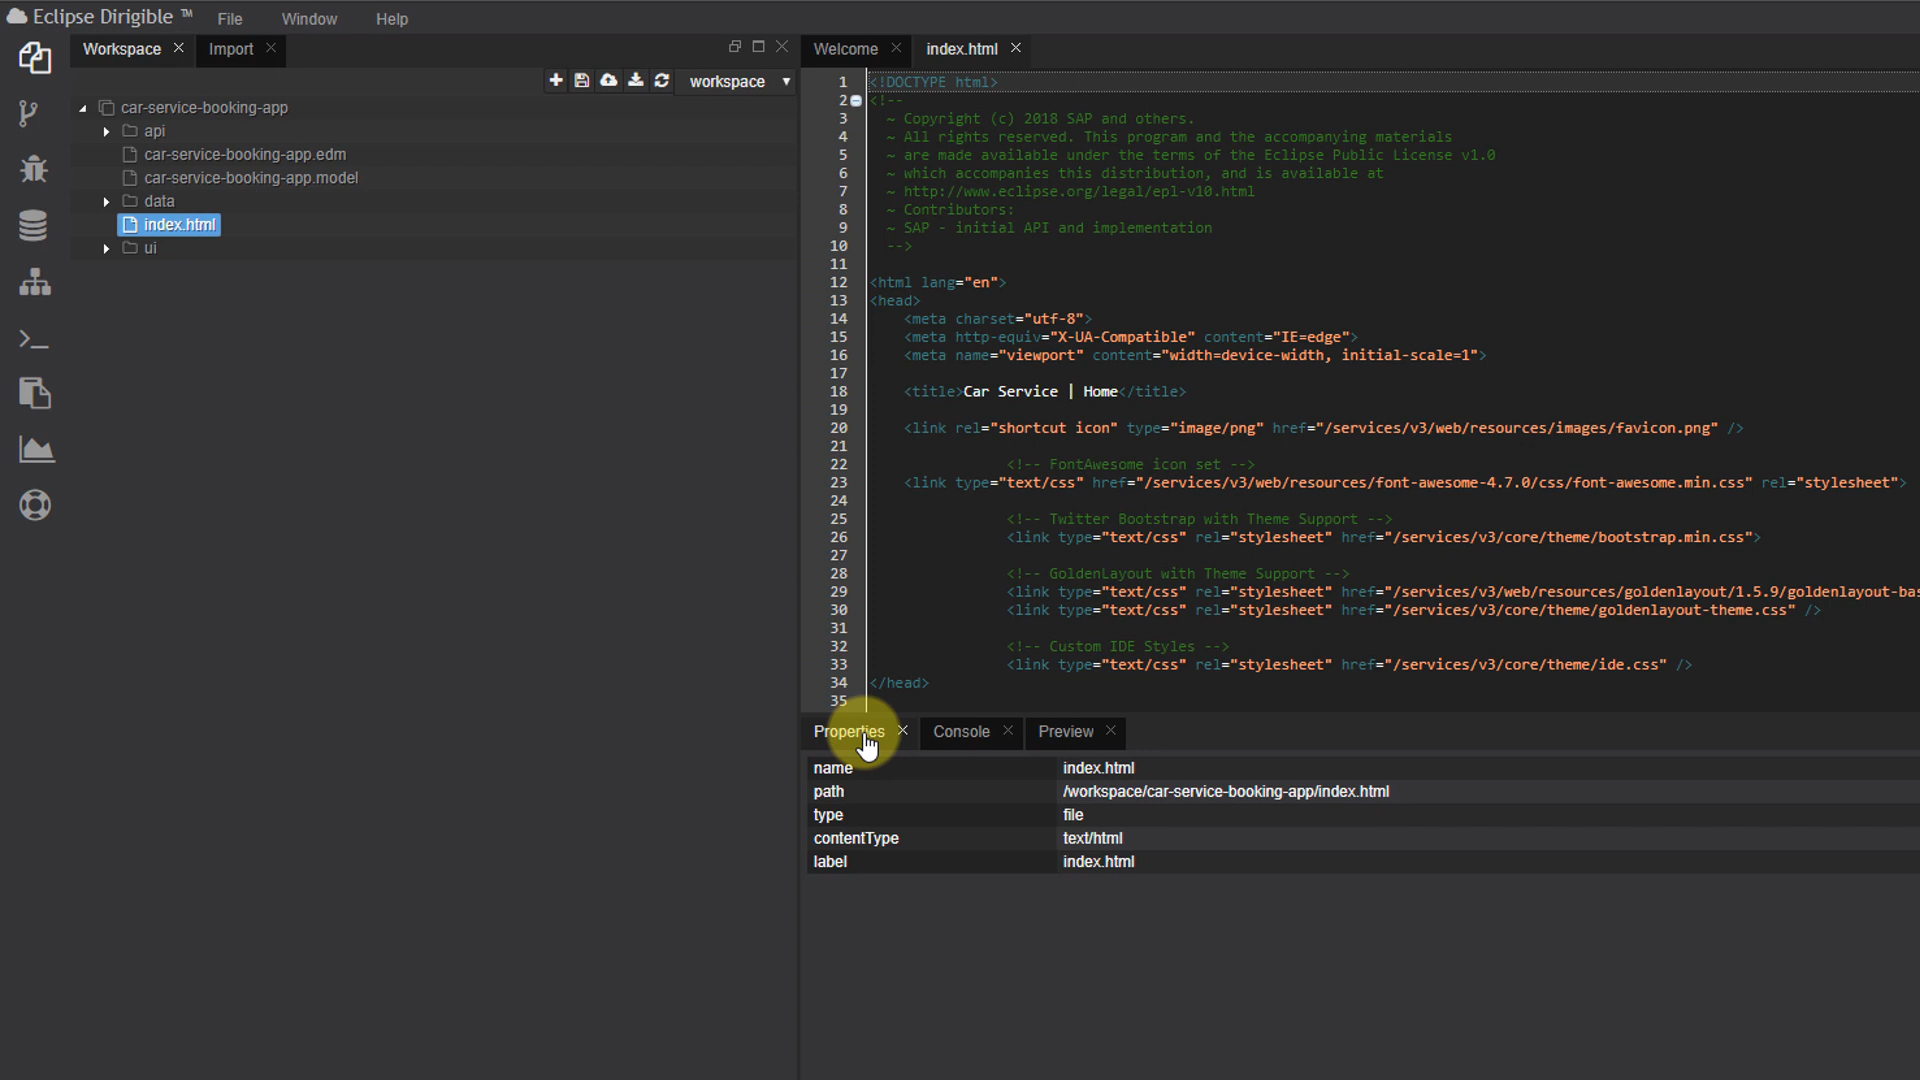 Eclipse Dirigible ™ File Window Help
Workspace Import
workspace
car-service-booking-app
api
car-service-booking-app.edm
car-service-booking-app.model
data
index.html
ui
Welcome index.html
1 <!DOCTYPE html>
2 <!--
3 ~ Copyright (c) 2018 SAP and others.
4 ~ All rights reserved. This program and the accompanying materials
5 ~ are made available under the terms of the Eclipse Public License v1.0
6 ~ which accompanies this distribution, and is available at
7 ~ http://www.eclipse.org/legal/epl-v10.html
8 ~ Contributors:
9 ~ SAP - initial API and implementation
10 -->
11
12 <html lang="en">
13 <head>
14 <meta charset="utf-8">
15 <meta http-equiv="X-UA-Compatible" content="IE=edge">
16 <meta name="viewport" content="width=device-width, initial-scale=1">
17
18 <title>Car Service | Home</title>
19
20 <link rel="shortcut icon" type="image/png" href="/services/v3/web/resources/images/favicon.png" />
21
22 <!-- FontAwesome icon set -->
23 <link type="text/css" href="/services/v3/web/resources/font-awesome-4.7.0/css/font-awesome.min.css" rel="stylesheet">
24
25 <!-- Twitter Bootstrap with Theme Support -->
26 <link type="text/css" rel="stylesheet" href="/services/v3/core/theme/bootstrap.min.css">
27
28 <!-- GoldenLayout with Theme Support -->
29 <link type="text/css" rel="stylesheet" href="/services/v3/web/resources/goldenlayout/1.5.9/goldenlayout-bas
30 <link type="text/css" rel="stylesheet" href="/services/v3/core/theme/goldenlayout-theme.css" />
31
32 <!-- Custom IDE Styles -->
33 <link type="text/css" rel="stylesheet" href="/services/v3/core/theme/ide.css" />
34 </head>
35
Properties Console Preview
name index.html
path /workspace/car-service-booking-app/index.html
type file
contentType text/html
label index.html